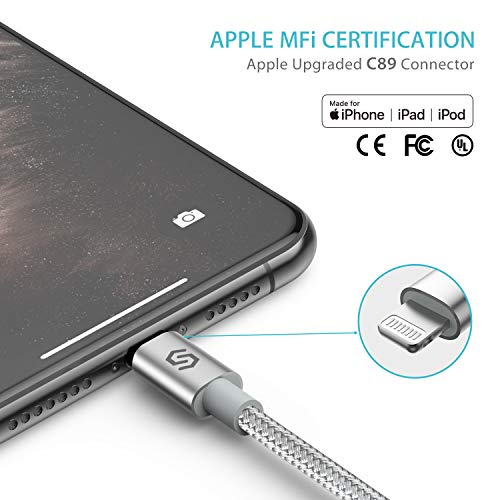 APPLE MFi CERTIFICATION
Apple Upgraded C89 Connector
Made for
iPhone | iPad | iPod
CE FC UL